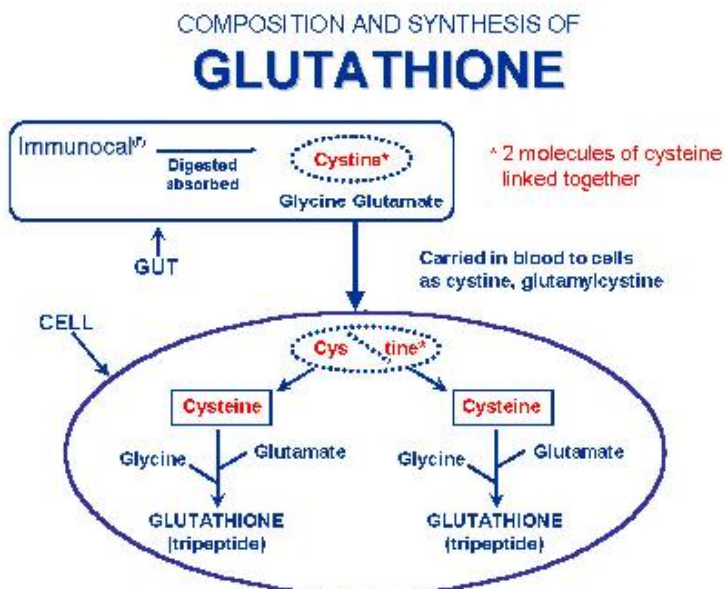 COMPOSITION AND SYNTHESIS OF
GLUTATHIONE
Immunocal
Digested
absorbed
Cystine*
Glycine Glutamate
* 2 molecules of cysteine
linked together
GUT
Carried in blood to cells
as cystine, glutamylcystine
CELL
Cys tine*
Cysteine
Cysteine
Glycine
Glutamate
Glycine
Glutamate
GLUTATHIONE
(tripeptide)
GLUTATHIONE
(tripeptide)